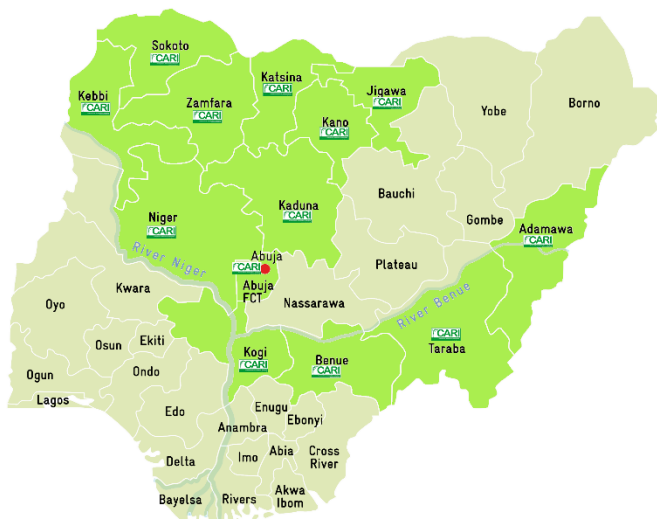 Sokoto
CARI
Kebbi
CARI
Zamfara
CARI
Katsina
CARI
Jigawa
CARI
Kano
CARI
Yobe
Borno
Niger
CARI
Kaduna
CARI
Bauchi
Gombe
Adamawa
CARI
River Niger
Abuja
CARI
Abuja
FCT
Nassarawa
Plateau
River Benue
Taraba
CARI
Oyo
Kwara
Osun
Ekiti
Ogun
Ondo
Lagos
Kogi
CARI
Benue
CARI
Edo
Enugu
Ebonyi
Anambra
Imo
Abia
Cross
River
Delta
Bayelsa
Rivers
Akwa
Ibom